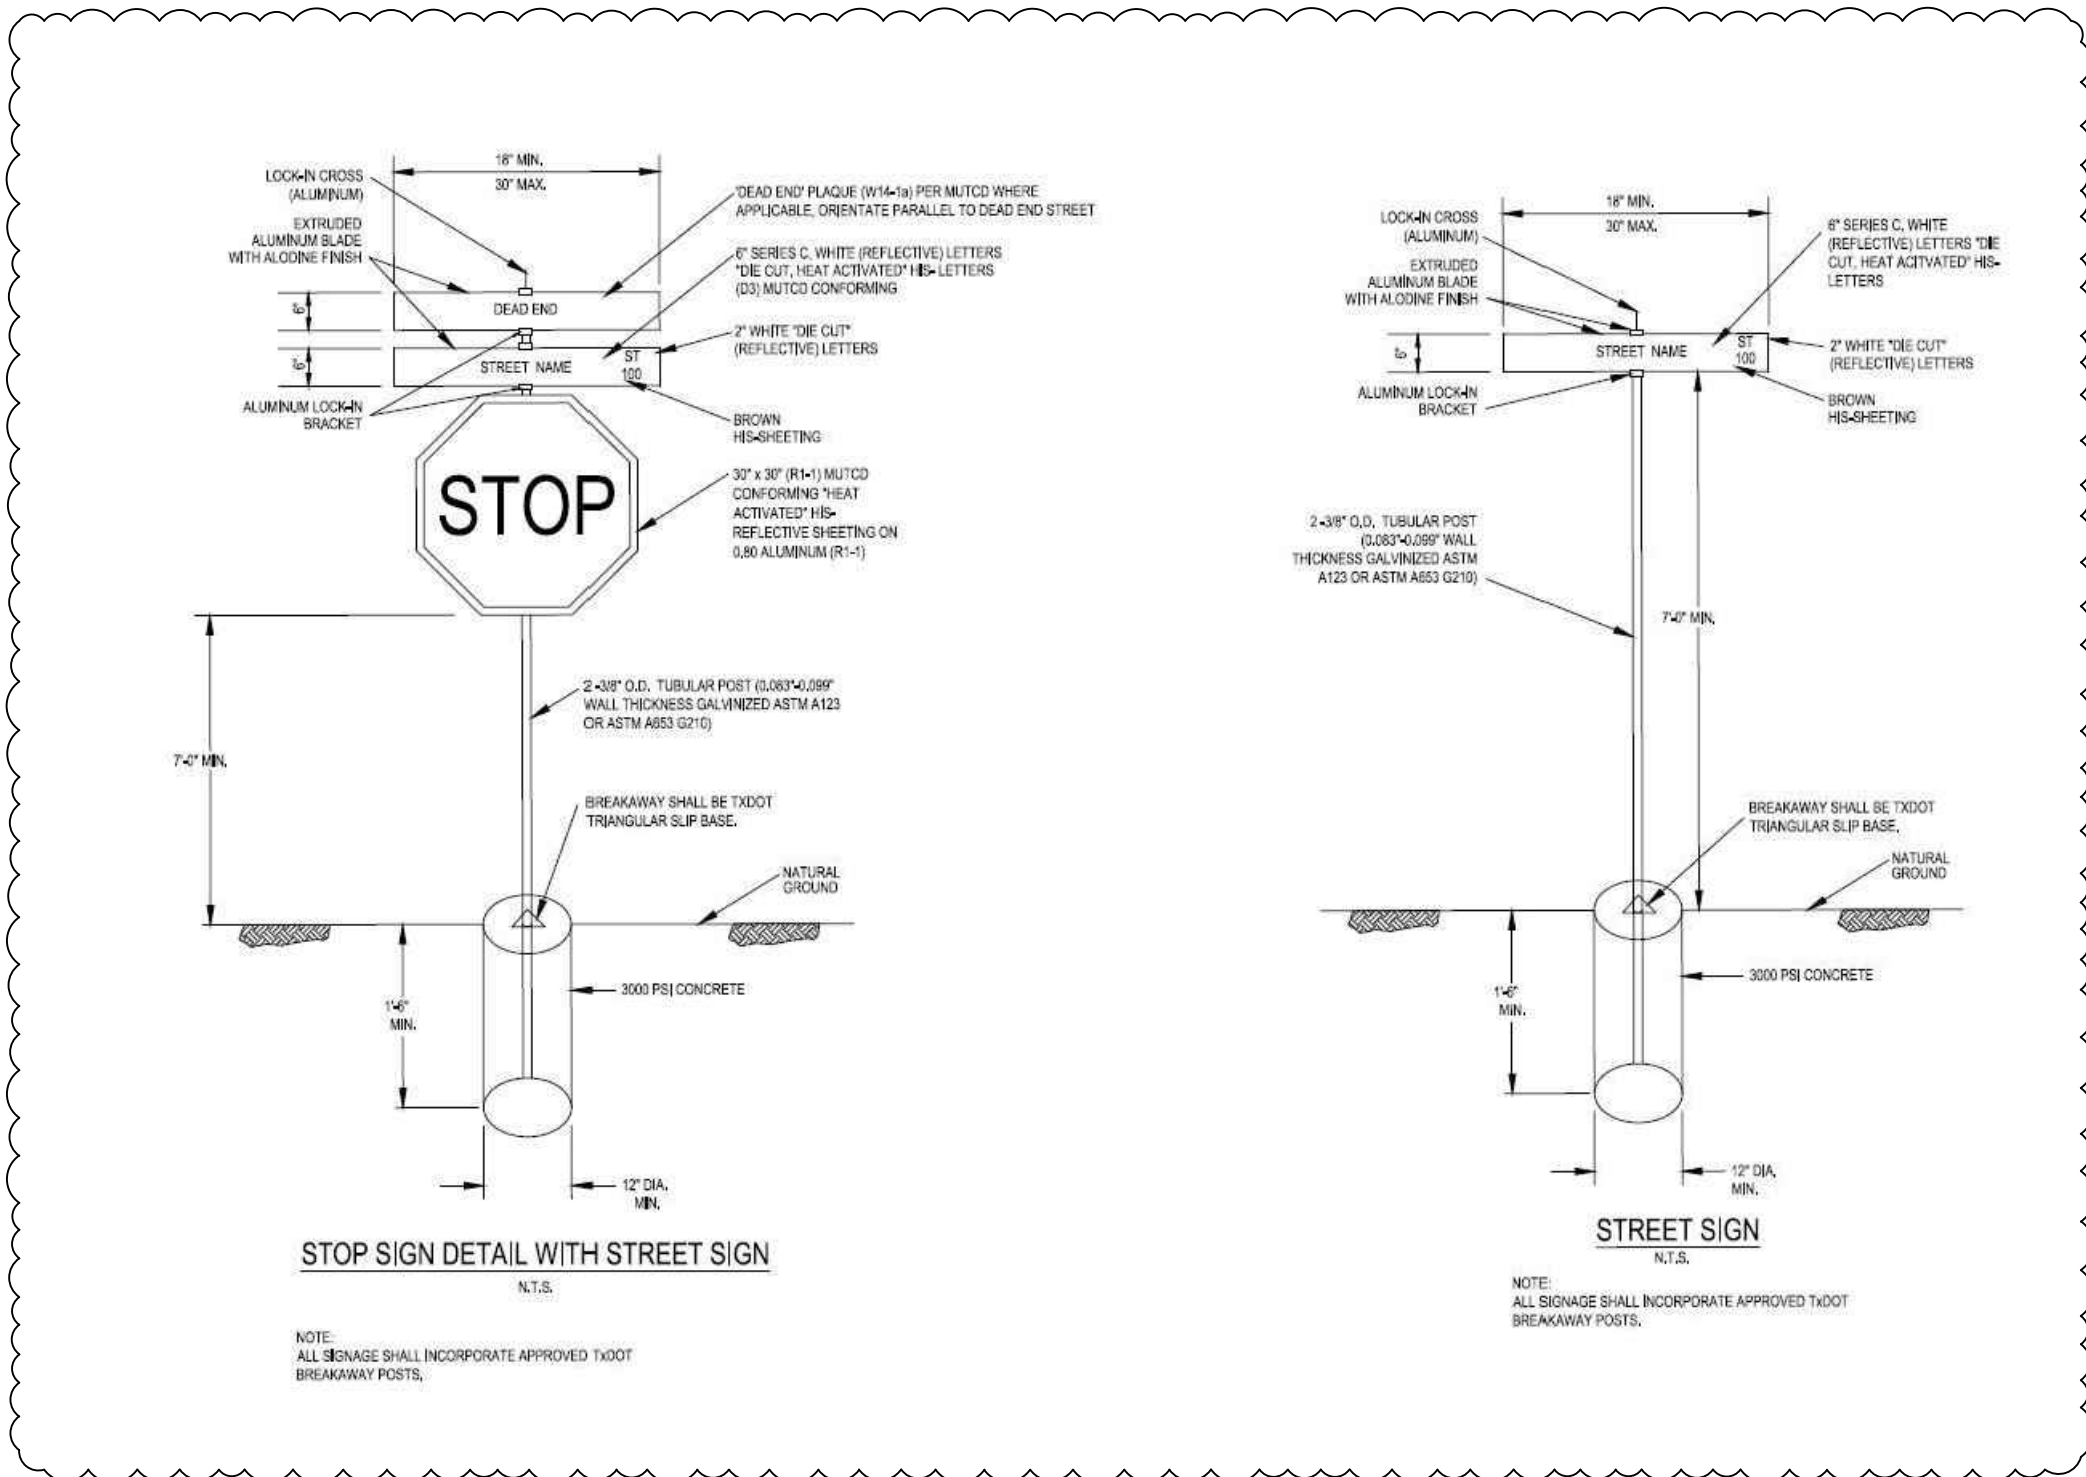 18" MIN.
30" MAX.
LOCK-IN CROSS
(ALUMINUM)
EXTRUDED
ALUMINUM BLADE
WITH ALODINE FINISH
'DEAD END' PLAQUE (W14-1a) PER MUTCD WHERE
APPLICABLE, ORIENTATE PARALLEL TO DEAD END STREET
6" SERIES C, WHITE (REFLECTIVE) LETTERS
"DIE CUT, HEAT ACTIVATED" HIS- LETTERS
(D3) MUTCD CONFORMING
6"
DEAD END
2" WHITE "DIE CUT"
(REFLECTIVE) LETTERS
6"
STREET NAME
ST
100
ALUMINUM LOCK-IN
BRACKET
BROWN
HIS-SHEETING
STOP
30" x 30" (R1-1) MUTCD
CONFORMING "HEAT
ACTIVATED" HIS-
REFLECTIVE SHEETING ON
0.80 ALUMINUM (R1-1)
2-3/8" O.D. TUBULAR POST (0.083"-0.099"
WALL THICKNESS GALVINIZED ASTM A123
OR ASTM A653 G210)
7'-0" MIN.
BREAKAWAY SHALL BE TXDOT
TRIANGULAR SLIP BASE.
NATURAL
GROUND
3000 PSI CONCRETE
1'-6"
MIN.
12" DIA.
MIN.
STOP SIGN DETAIL WITH STREET SIGN
N.T.S.
NOTE:
ALL SIGNAGE SHALL INCORPORATE APPROVED TxDOT
BREAKAWAY POSTS.
18" MIN.
30" MAX.
LOCK-IN CROSS
(ALUMINUM)
EXTRUDED
ALUMINUM BLADE
WITH ALODINE FINISH
6" SERIES C, WHITE
(REFLECTIVE) LETTERS "DIE
CUT, HEAT ACITVATED" HIS-
LETTERS
6"
STREET NAME
ST
100
2" WHITE "DIE CUT"
(REFLECTIVE) LETTERS
ALUMINUM LOCK-IN
BRACKET
BROWN
HIS-SHEETING
2-3/8" O.D. TUBULAR POST
(0.083"-0.099" WALL
THICKNESS GALVINIZED ASTM
A123 OR ASTM A653 G210)
7'-0" MIN.
BREAKAWAY SHALL BE TXDOT
TRIANGULAR SLIP BASE.
NATURAL
GROUND
3000 PSI CONCRETE
1'-6"
MIN.
12" DIA.
MIN.
STREET SIGN
N.T.S.
NOTE:
ALL SIGNAGE SHALL INCORPORATE APPROVED TxDOT
BREAKAWAY POSTS.